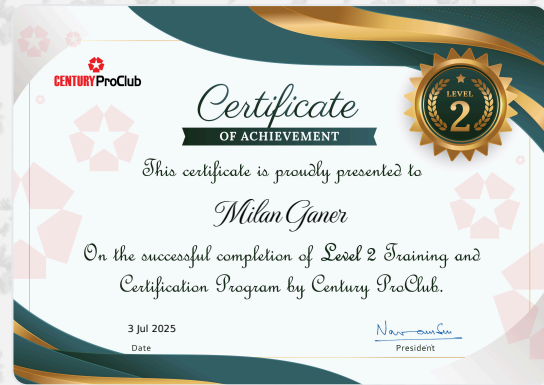 CENTURY ProClub
LEVEL
2
Certificate
OF ACHIEVEMENT
This certificate is proudly presented to
Milan Ganer
On the successful completion of Level 2 Training and
Certification Program by Century ProClub.
3 Jul 2025
Date
President